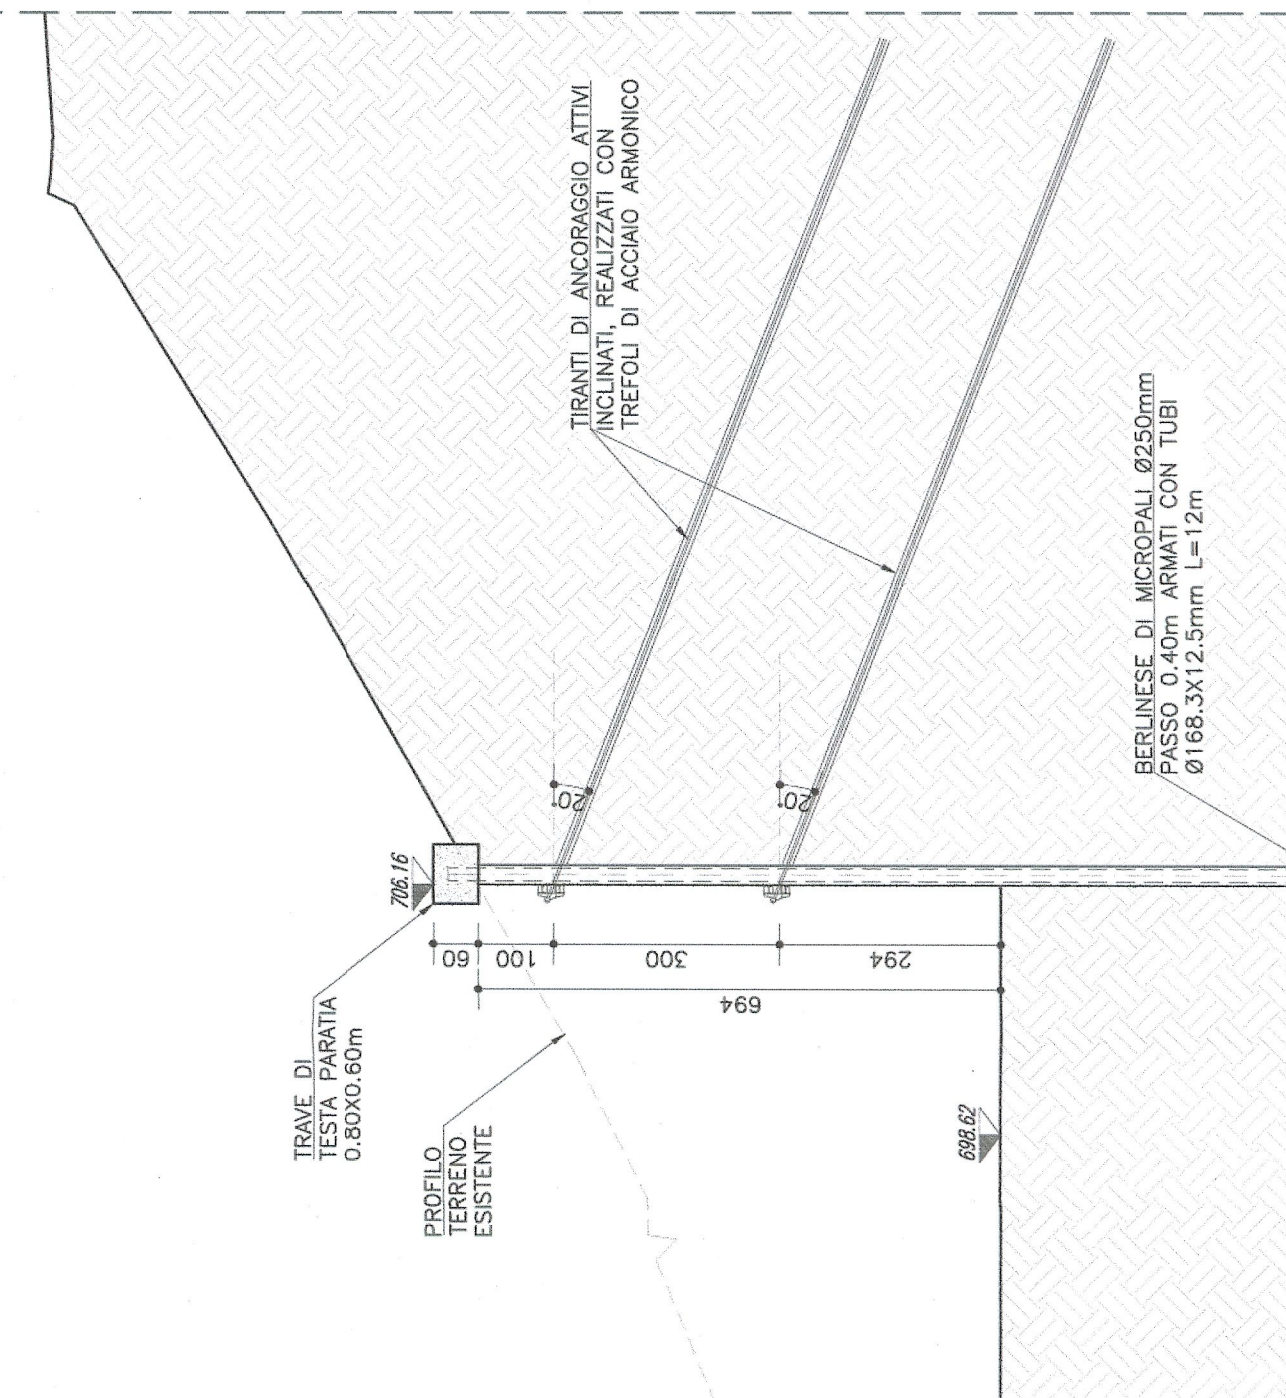 TIRANTI DI ANCORAGGIO ATTIVI
INCLINATI, REALIZZATI CON
TREFOLI DI ACCIAIO ARMONICO
BERLINESE DI MICROPALI Ø250mm
PASSO 0.40m ARMATI CON TUBI
Ø168.3X12.5mm L=12m
TRAVE DI
TESTA PARATIA
0.80X0.60m
706.16
PROFILO
TERRENO
ESISTENTE
698.62
60
100
300
294
694
20°
20°